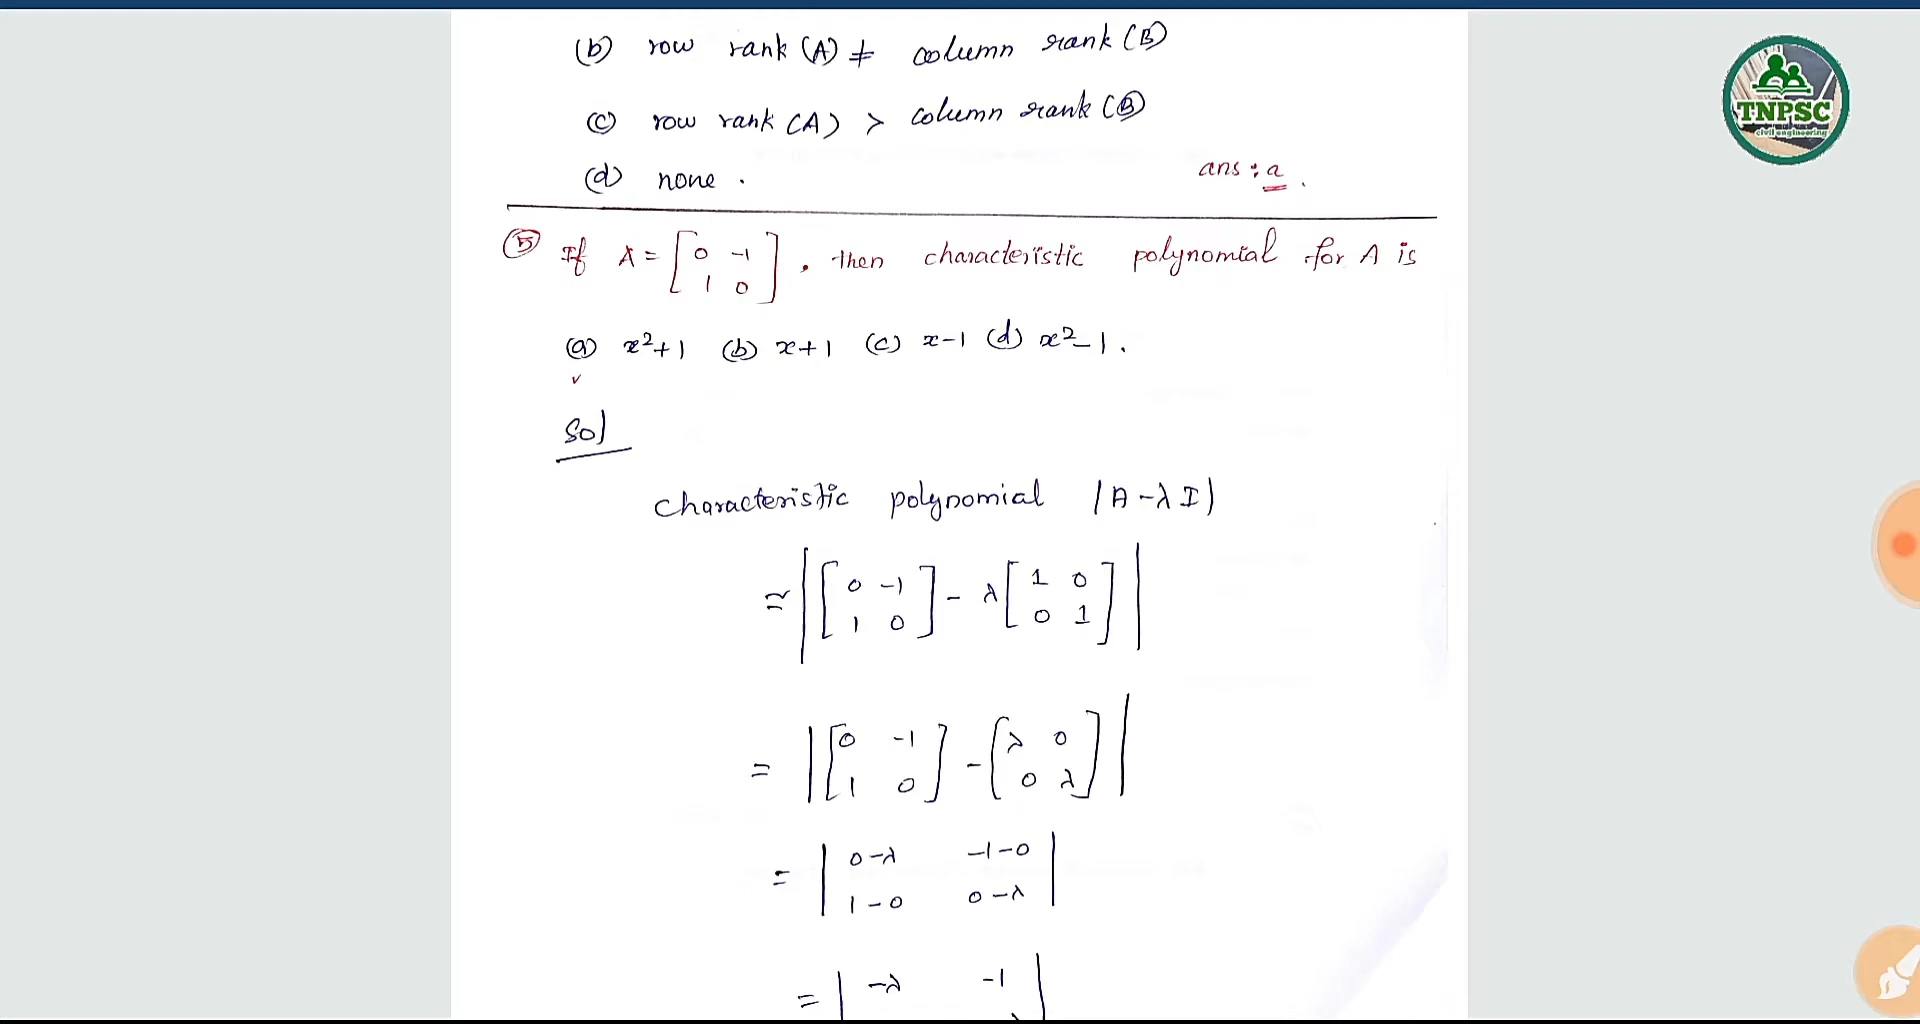 (b) row rank (A) ≠ column rank (B)
(c) row rank (A) > column rank (B)
(d) none .
ans : a .
TNPSC
civil engineering
(5) If A = [ 0 -1 ; 1 0 ] , then characteristic polynomial for A is
(a) x²+1 (b) x+1 (c) x-1 (d) x²-1 .
Sol
characteristic polynomial |A-λI|
= | [ 0 -1 ; 1 0 ] - λ [ 1 0 ; 0 1 ] |
= | [ 0 -1 ; 1 0 ] - [ λ 0 ; 0 λ ] |
= | 0-λ -1-0 ; 1-0 0-λ |
= | -λ -1 |